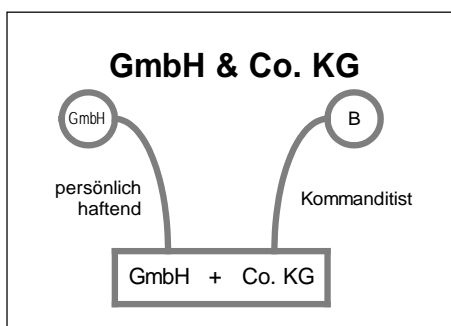 GmbH & Co. KG
GmbH
B
persönlich
haftend
Kommanditist
GmbH + Co. KG